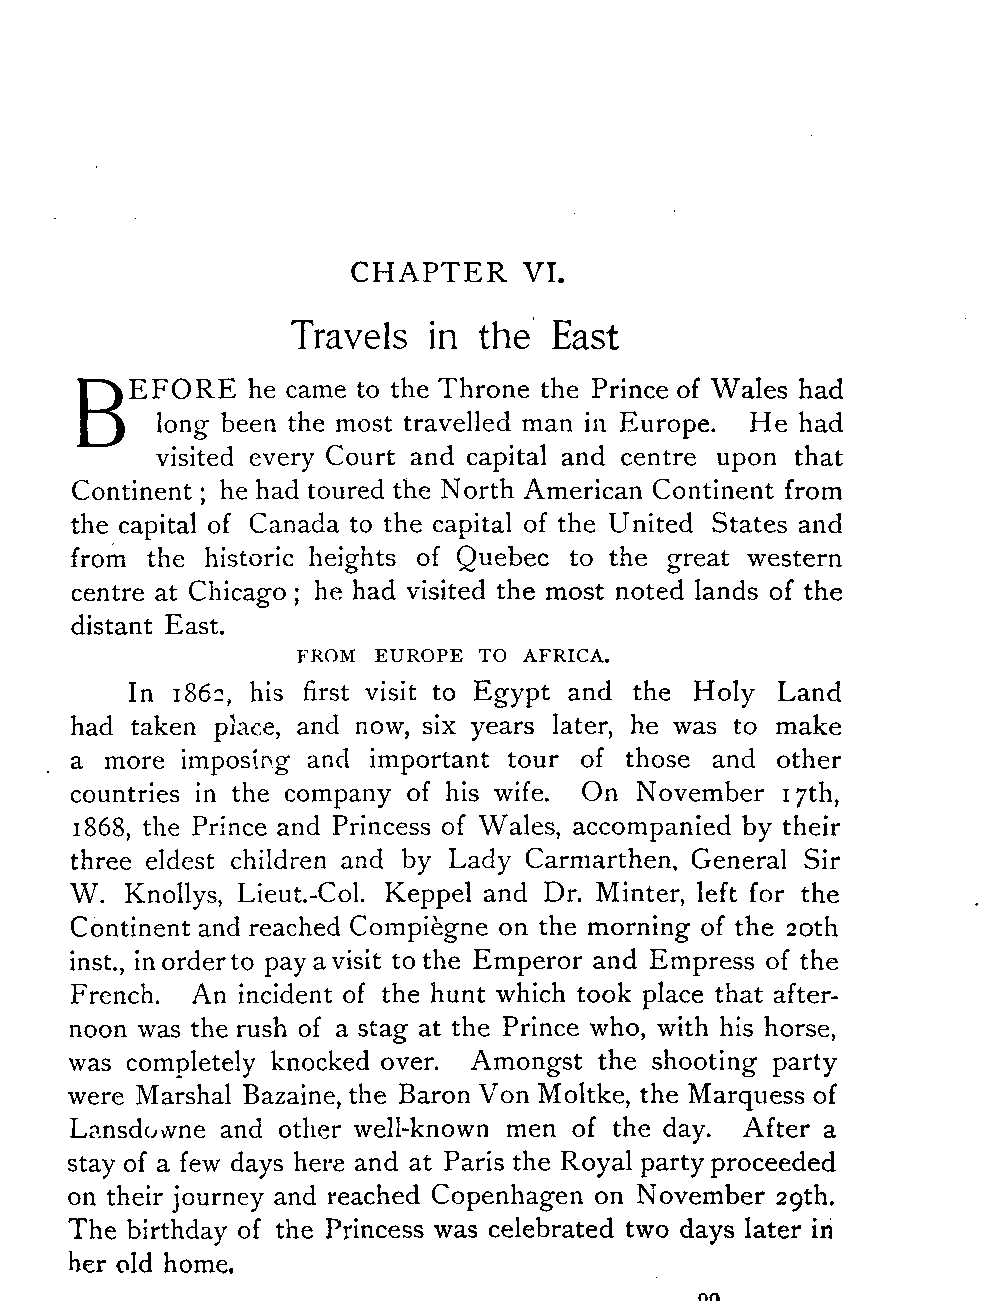 CHAPTER VI.
Travels in the East
BEFORE he came to the Throne the Prince of Wales had
long been the most travelled man in Europe. He had
visited every Court and capital and centre upon that
Continent; he had toured the North American Continent from
the capital of Canada to the capital of the United States and
from the historic heights of Quebec to the great western
centre at Chicago; he had visited the most noted lands of the
distant East.
FROM EUROPE TO AFRICA.
In 1862, his first visit to Egypt and the Holy Land
had taken place, and now, six years later, he was to make
a more imposing and important tour of those and other
countries in the company of his wife. On November 17th,
1868, the Prince and Princess of Wales, accompanied by their
three eldest children and by Lady Carmarthen, General Sir
W. Knollys, Lieut.-Col. Keppel and Dr. Minter, left for the
Continent and reached Compiègne on the morning of the 20th
inst., in order to pay a visit to the Emperor and Empress of the
French. An incident of the hunt which took place that after-
noon was the rush of a stag at the Prince who, with his horse,
was completely knocked over. Amongst the shooting party
were Marshal Bazaine, the Baron Von Moltke, the Marquess of
Lansdowne and other well-known men of the day. After a
stay of a few days here and at Paris the Royal party proceeded
on their journey and reached Copenhagen on November 29th.
The birthday of the Princess was celebrated two days later in
her old home.